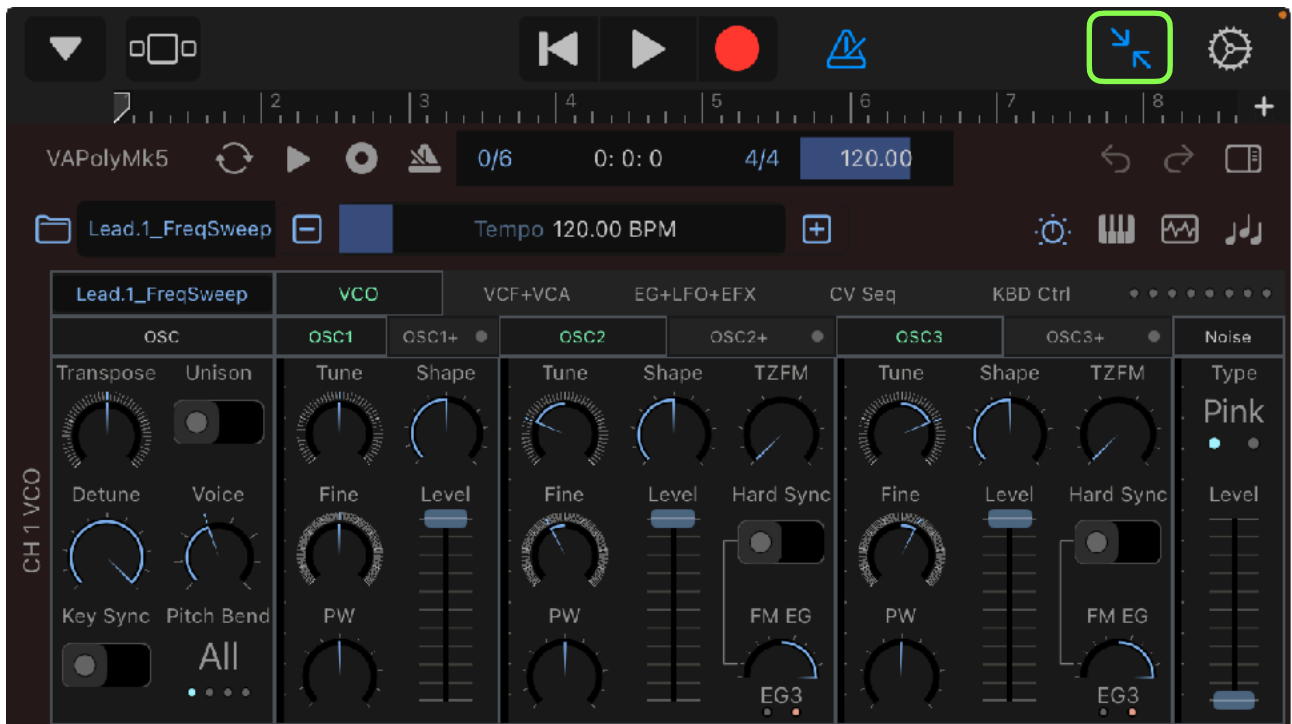 2 3 4 5 6 7 8 +
VAPolyMk5 0/6 0: 0: 0 4/4 120.00
Lead.1_FreqSweep Tempo 120.00 BPM
Lead.1_FreqSweep VCO VCF+VCA EG+LFO+EFX CV Seq KBD Ctrl
OSC OSC1 OSC1+ OSC2 OSC2+ OSC3 OSC3+ Noise
Transpose Unison Tune Shape Tune Shape TZFM Tune Shape TZFM Type
Pink
Detune Voice Fine Level Fine Level Hard Sync Fine Level Hard Sync Level
CH 1 VCO
Key Sync Pitch Bend PW PW FM EG PW FM EG
All
EG3 EG3